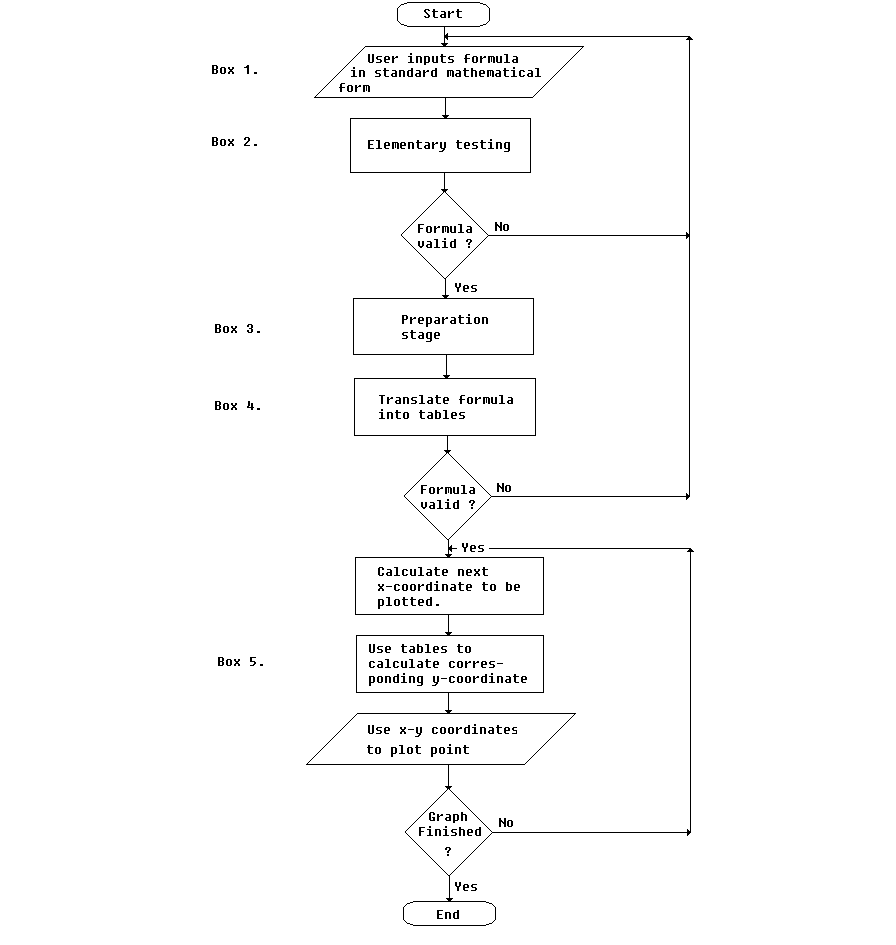 Start
Box 1.
User inputs formula
in standard mathematical
form
Box 2.
Elementary testing
Formula
valid ?
No
Yes
Box 3.
Preparation
stage
Box 4.
Translate formula
into tables
Formula
valid ?
No
Yes
Calculate next
x-coordinate to be
plotted.
Box 5.
Use tables to
calculate corres-
ponding y-coordinate
Use x-y coordinates
to plot point
Graph
Finished
?
No
Yes
End